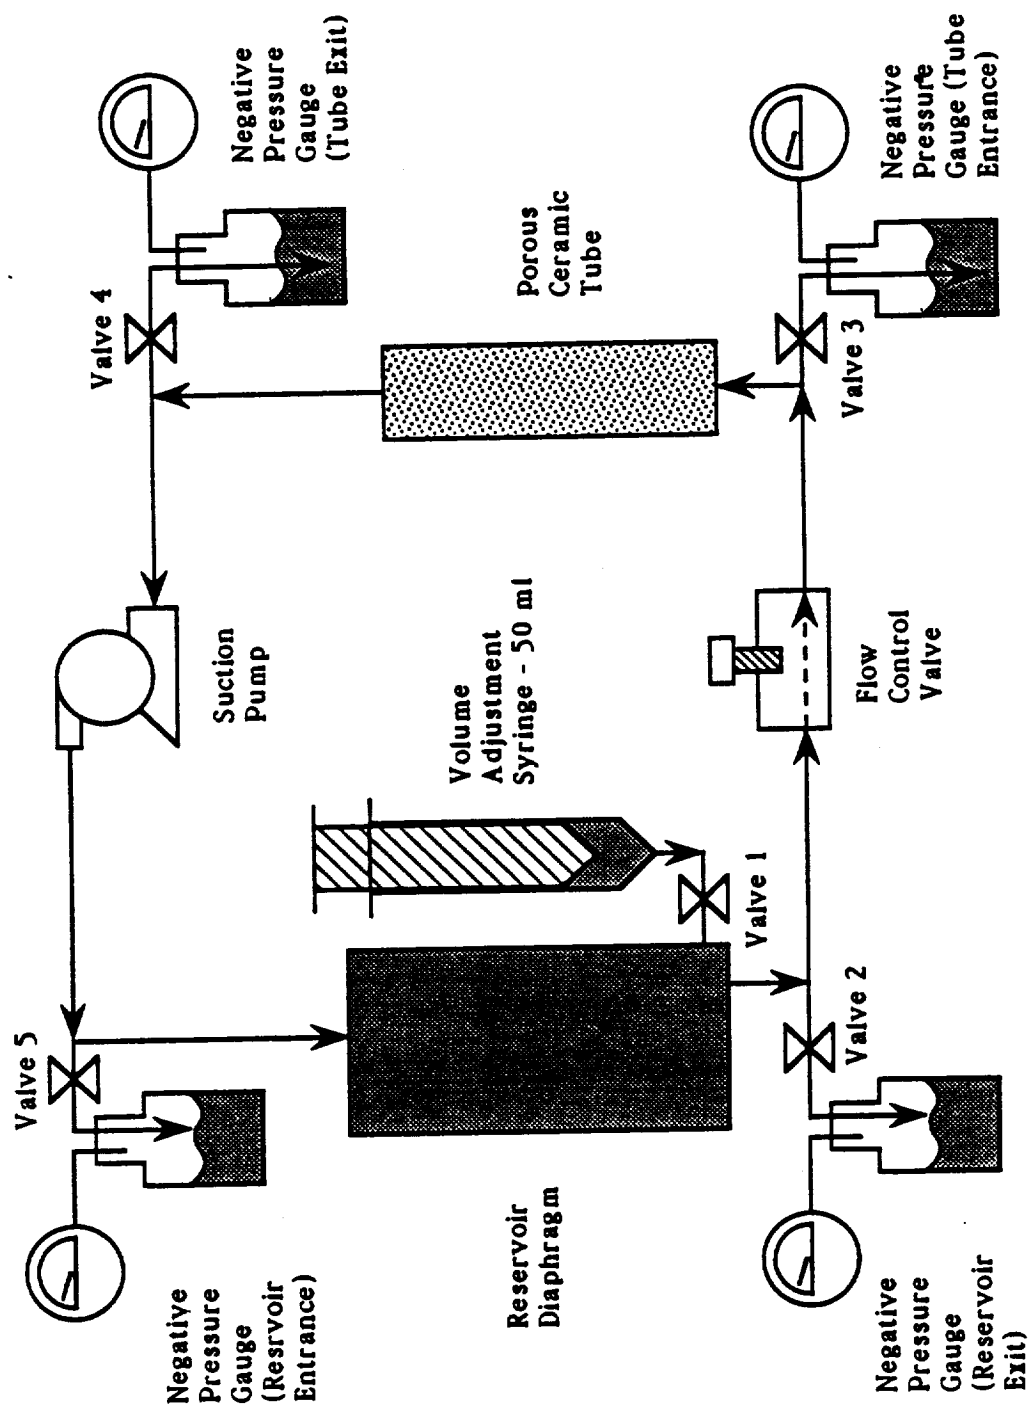 Valve 5
Negative
Pressure
Gauge
(Resrvoir
Entrance)
Suction
Pump
Valve 4
Negative
Pressure
Gauge
(Tube Exit)
Reservoir
Diaphragm
Volume
Adjustment
Syringe - 50 ml
Porous
Ceramic
Tube
Valve 1
Valve 2
Negative
Pressure
Gauge
(Reservoir
Exit)
Flow
Control
Valve
Valve 3
Negative
Pressure
Gauge (Tube
Entrance)